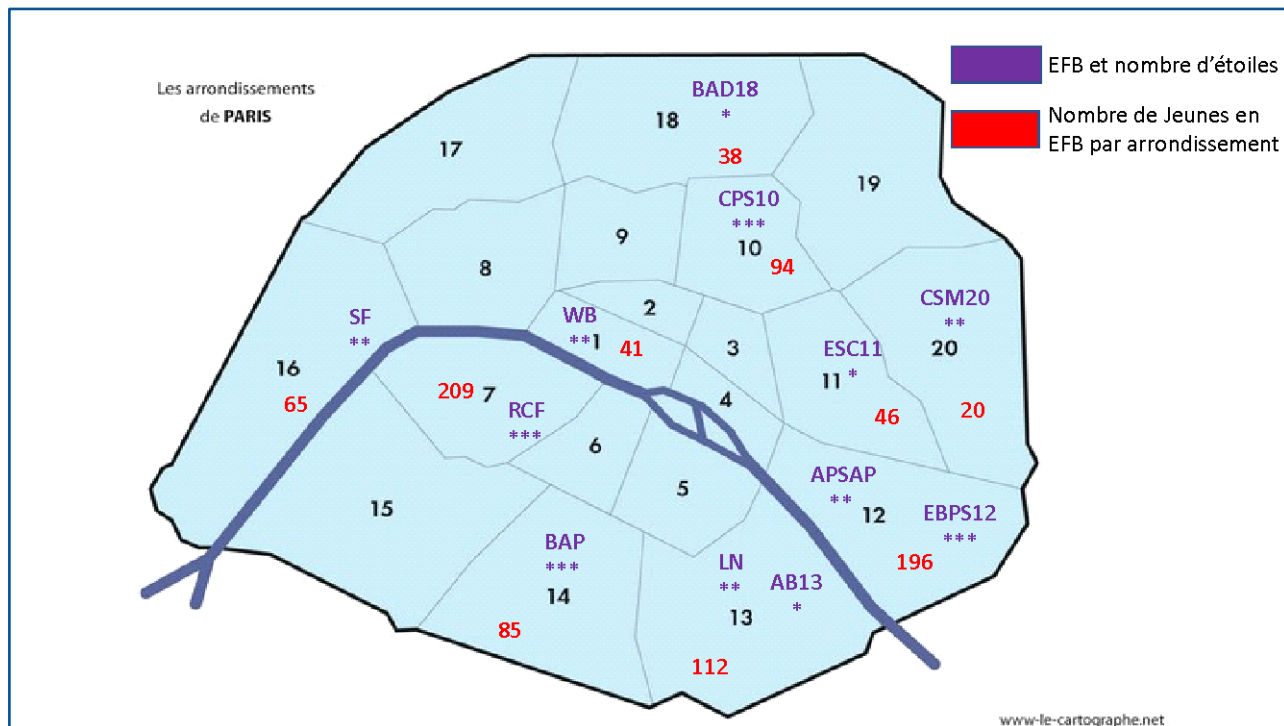 Les arrondissements
de PARIS
EFB et nombre d'étoiles
Nombre de Jeunes en
EFB par arrondissement
17
18
BAD18
*
38
19
CPS10
***
10
94
9
8
2
3
SF
**
16
65
WB
**1
41
209
7
RCF
***
4
ESC11
*
11
46
CSM20
**
20
20
6
5
15
APSAP
**
12
EBPS12
***
196
BAP
***
14
85
LN
**
AB13
*
13
112
www-le-cartographe.net